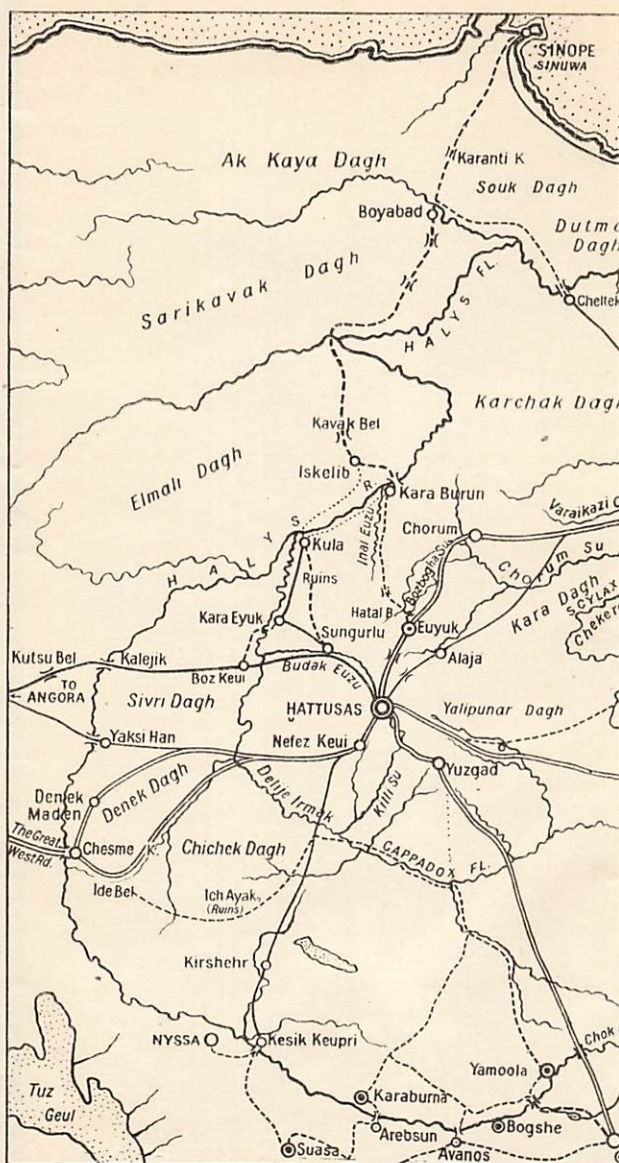 SINOPE
SINUWA
Karanti K
Ak Kaya Dagh
Souk Dagh
Boyabad
Dutma
Dagh
Sarikavak Dagh
HALYS FL.
Cheltek
Karchak Dagh
Kavak Bel
Elmalı Dagh
Iskelib
Kara Burun
Varaikazi
HALYS R.
Inal Euzu
Chorum
Chorum Su
Kula
Bozbogha Su
Ruins
Kara Dagh
SCYLAX
Chekere
Hatal B.
Kara Eyuk
Euyuk
Sungurlu
Alaja
Kutsu Bel
Kalejik
Boz Keui
Budak Euzu
TO
ANGORA
Sivrı Dagh
HATTUSAS
Yalipunar Dagh
Yaksi Han
Nefez Keui
Yuzgad
Denek Dagh
Delije Irmak
Killi Su
Denek
Maden
The Great
West Rd.
Chesme K.
Chichek Dagh
CAPPADOX FL.
Ide Bel
Ich Ayak
(Ruins)
Kirshehr
NYSSA
Kesik Keupri
Chok
Yamoola
Tuz
Geul
Karaburna
Arebsun
Bogshe
Suasa
Avanos